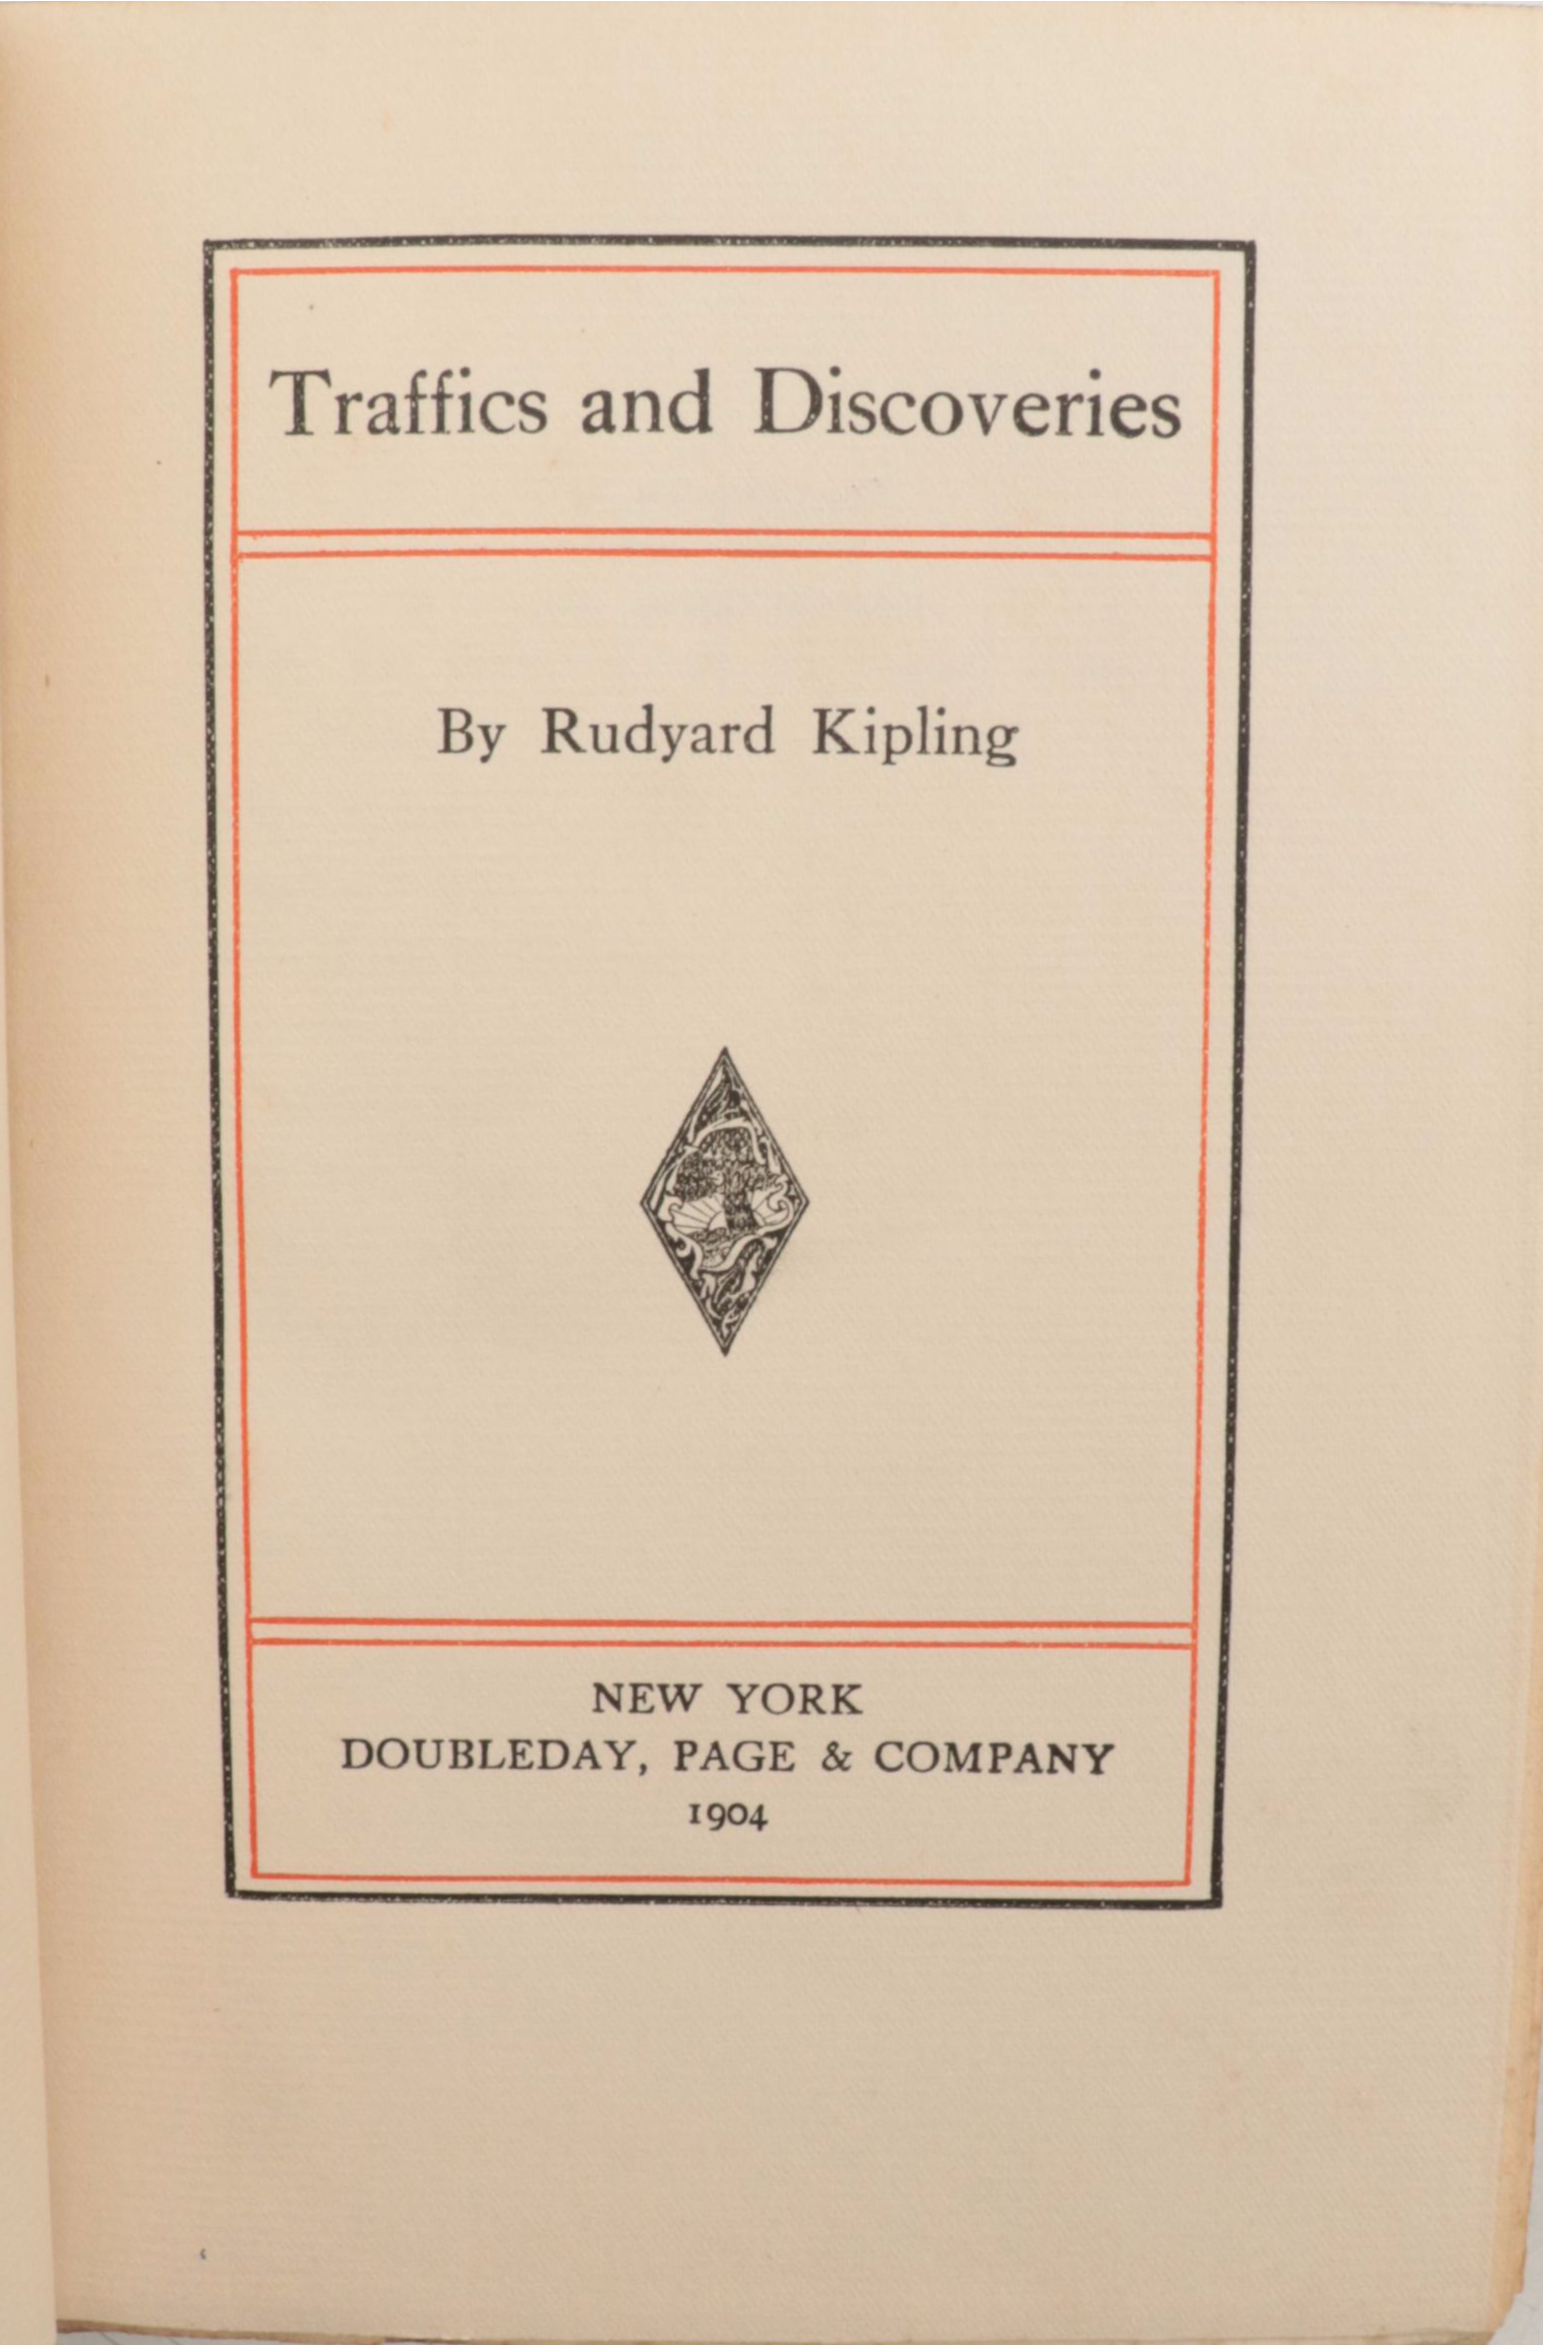 Traffics and Discoveries
By Rudyard Kipling
NEW YORK
DOUBLEDAY, PAGE & COMPANY
1904